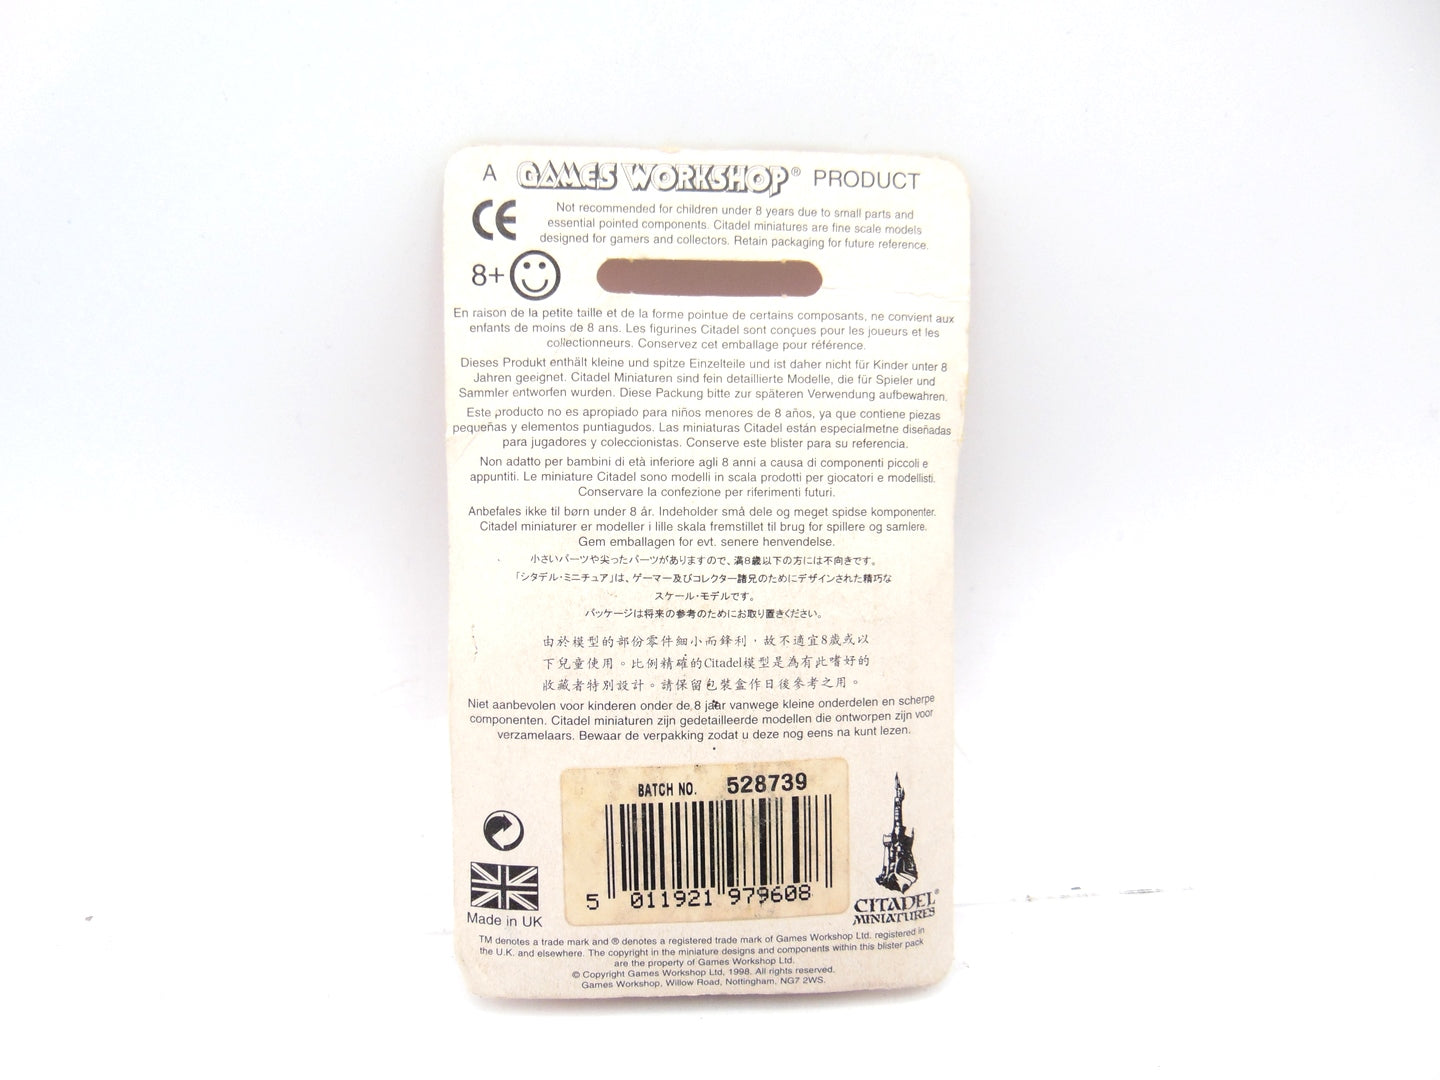 A GAMES WORKSHOP® PRODUCT
CE
Not recommended for children under 8 years due to small parts and
essential pointed components. Citadel miniatures are fine scale models
designed for gamers and collectors. Retain packaging for future reference.
8+
En raison de la petite taille et de la forme pointue de certains composants, ne convient aux
enfants de moins de 8 ans. Les figurines Citadel sont conçues pour les joueurs et les
collectionneurs. Conservez cet emballage pour référence.
Dieses Produkt enthält kleine und spitze Einzelteile und ist daher nicht für Kinder unter 8
Jahren geeignet. Citadel Miniaturen sind fein detaillierte Modelle, die für Spieler und
Sammler entworfen wurden. Diese Packung bitte zur späteren Verwendung aufbewahren.
Este producto no es apropiado para niños menores de 8 años, ya que contiene piezas
pequeñas y elementos puntiagudos. Las miniaturas Citadel están especialmetne diseñadas
para jugadores y coleccionistas. Conserve este blister para su referencia.
Non adatto per bambini di età inferiore agli 8 anni a causa di componenti piccoli e
appuntiti. Le miniature Citadel sono modelli in scala prodotti per giocatori e modellisti.
Conservare la confezione per riferimenti futuri.
Anbefales ikke til børn under 8 år. Indeholder små dele og meget spidse komponenter.
Citadel miniaturer er modeller i lille skala fremstillet til brug for spillere og samlere.
Gem emballagen for evt. senere henvendelse.
小さいパーツや尖ったパーツがありますので、満8歳以下の方には不向きです。
「シタデル・ミニチュア」は、ゲーマー及びコレクター諸兄のためにデザインされた精巧な
スケール・モデルです。
パッケージは将来の参考のためにお取り置きください。
由於模型的部份零件細小而鋒利，故不適宜8歲或以
下兒童使用。比例精確的Citadel模型是為有此嗜好的
收藏者特別設計。請保留包裝盒作日後參考之用。
Niet aanbevolen voor kinderen onder de 8 jaar vanwege kleine onderdelen en scherpe
componenten. Citadel miniaturen zijn gedetailleerde modellen die ontworpen zijn voor
verzamelaars. Bewaar de verpakking zodat u deze nog eens na kunt lezen.
BATCH NO. 528739
5 011921 979608
Made in UK
CITADEL®
MINIATURES
TM denotes a trade mark and ® denotes a registered trade mark of Games Workshop Ltd. registered in
the U.K. and elsewhere. The copyright in the miniature designs and components within this blister pack
are the property of Games Workshop Ltd.
© Copyright Games Workshop Ltd, 1998. All rights reserved.
Games Workshop, Willow Road, Nottingham, NG7 2WS.